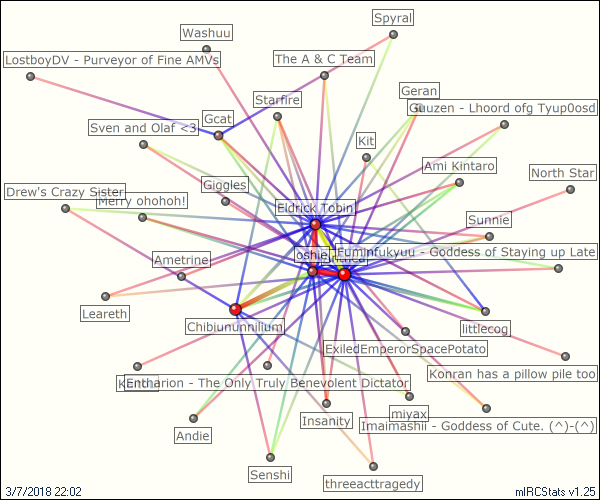 Spyral
Washuu
LostboyDV - Purveyor of Fine AMVs
The A & C Team
Geran
Starfire
Guuzen - Lhoord ofg Tyup0osd
Gcat
Sven and Olaf <3
Kit
Ami Kintaro
North Star
Giggles
Drew's Crazy Sister
Merry ohohoh!
Eldrick Tobin
Sunnie
oshie
Fuminfukyuu - Goddess of Staying up Late
Ametrine
Leareth
Chibiununnilium
littlecog
ExiledEmperorSpacePotato
Konran has a pillow pile too
Entharion - The Only Truly Benevolent Dictator
miyax
Insanity
Imaimashii - Goddess of Cute. (^)-(^)
Andie
Senshi
threeacttragedy
3/7/2018 22:02
mIRCStats v1.25